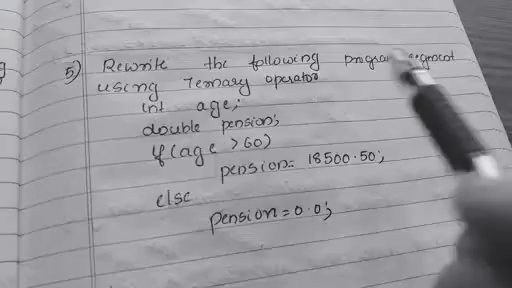 5) Rewrite the following program segment
using Ternary operator
int age;
double pension;
if(age >60)
pension= 18500.50;
else
pension=0.0;